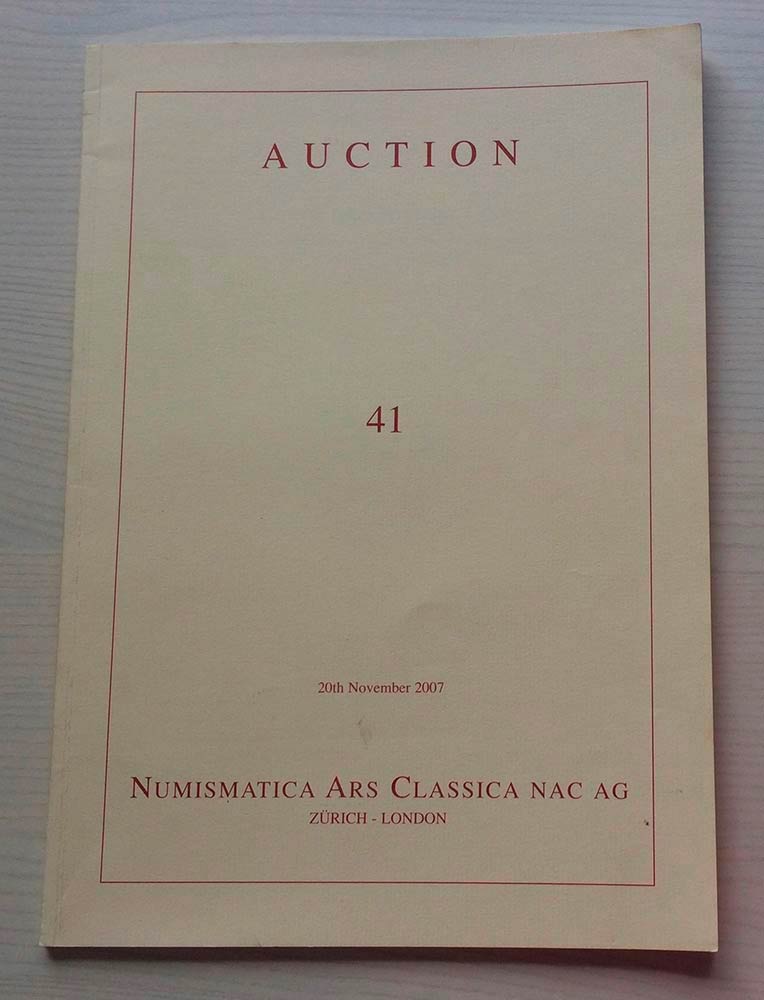 AUCTION
41
20th November 2007
NUMISMATICA ARS CLASSICA NAC AG
ZÜRICH - LONDON